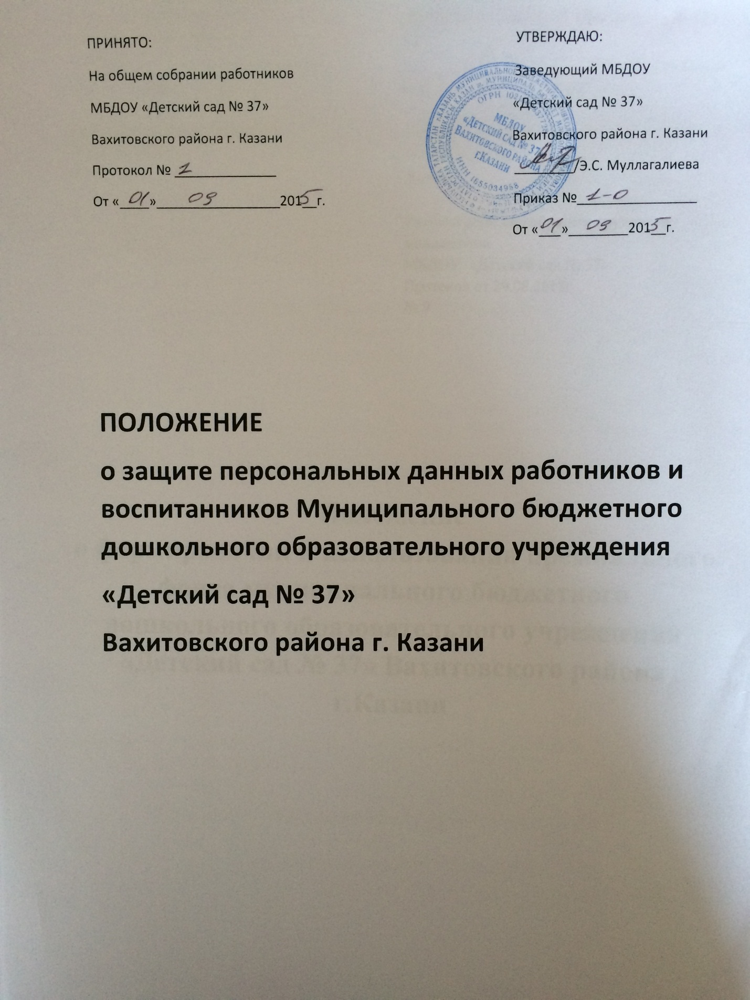 ПРИНЯТО:
На общем собрании работников
МБДОУ «Детский сад № 37»
Вахитовского района г. Казани
Протокол № 1
От «01» 09 2015 г.
УТВЕРЖДАЮ:
Заведующий МБДОУ
«Детский сад № 37»
Вахитовского района г. Казани
/Э.С. Муллагалиева
Приказ № 1-0
От «01» 09 2015 г.
МБДОУ
«ДЕТСКИЙ САД № 37
ВАХИТОВСКОГО РАЙОНА
г.КАЗАНИ
ИНН 1655034958
ОГРН
ПОЛОЖЕНИЕ
о защите персональных данных работников и
воспитанников Муниципального бюджетного
дошкольного образовательного учреждения
«Детский сад № 37»
Вахитовского района г. Казани